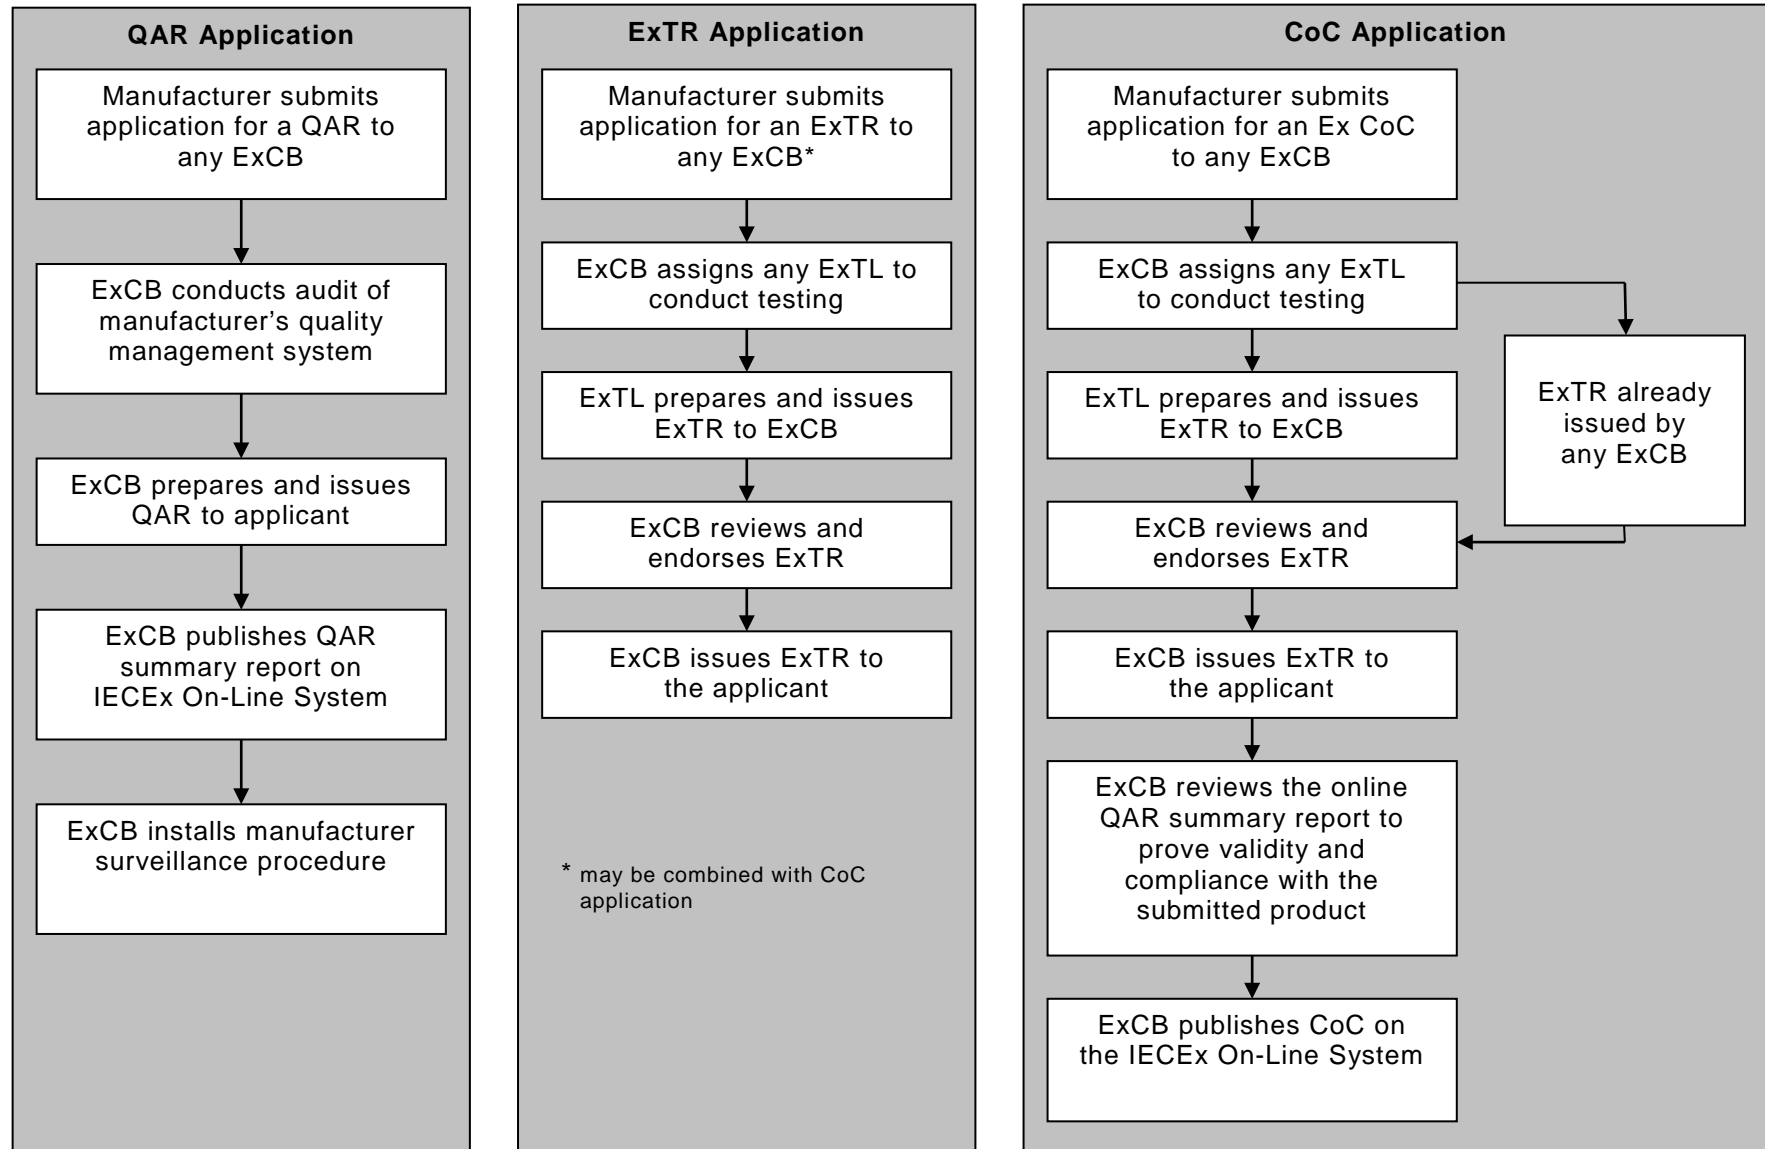 QAR Application
Manufacturer submits
application for a QAR to
any ExCB
ExCB conducts audit of
manufacturer’s quality
management system
ExCB prepares and issues
QAR to applicant
ExCB publishes QAR
summary report on
IECEx On-Line System
ExCB installs manufacturer
surveillance procedure
ExTR Application
Manufacturer submits
application for an ExTR to
any ExCB*
ExCB assigns any ExTL to
conduct testing
ExTL prepares and issues
ExTR to ExCB
ExCB reviews and
endorses ExTR
ExCB issues ExTR to
the applicant
* may be combined with CoC
application
CoC Application
Manufacturer submits
application for an Ex CoC
to any ExCB
ExCB assigns any ExTL
to conduct testing
ExTL prepares and issues
ExTR to ExCB
ExTR already
issued by
any ExCB
ExCB reviews and
endorses ExTR
ExCB issues ExTR to
the applicant
ExCB reviews the online
QAR summary report to
prove validity and
compliance with the
submitted product
ExCB publishes CoC on
the IECEx On-Line System